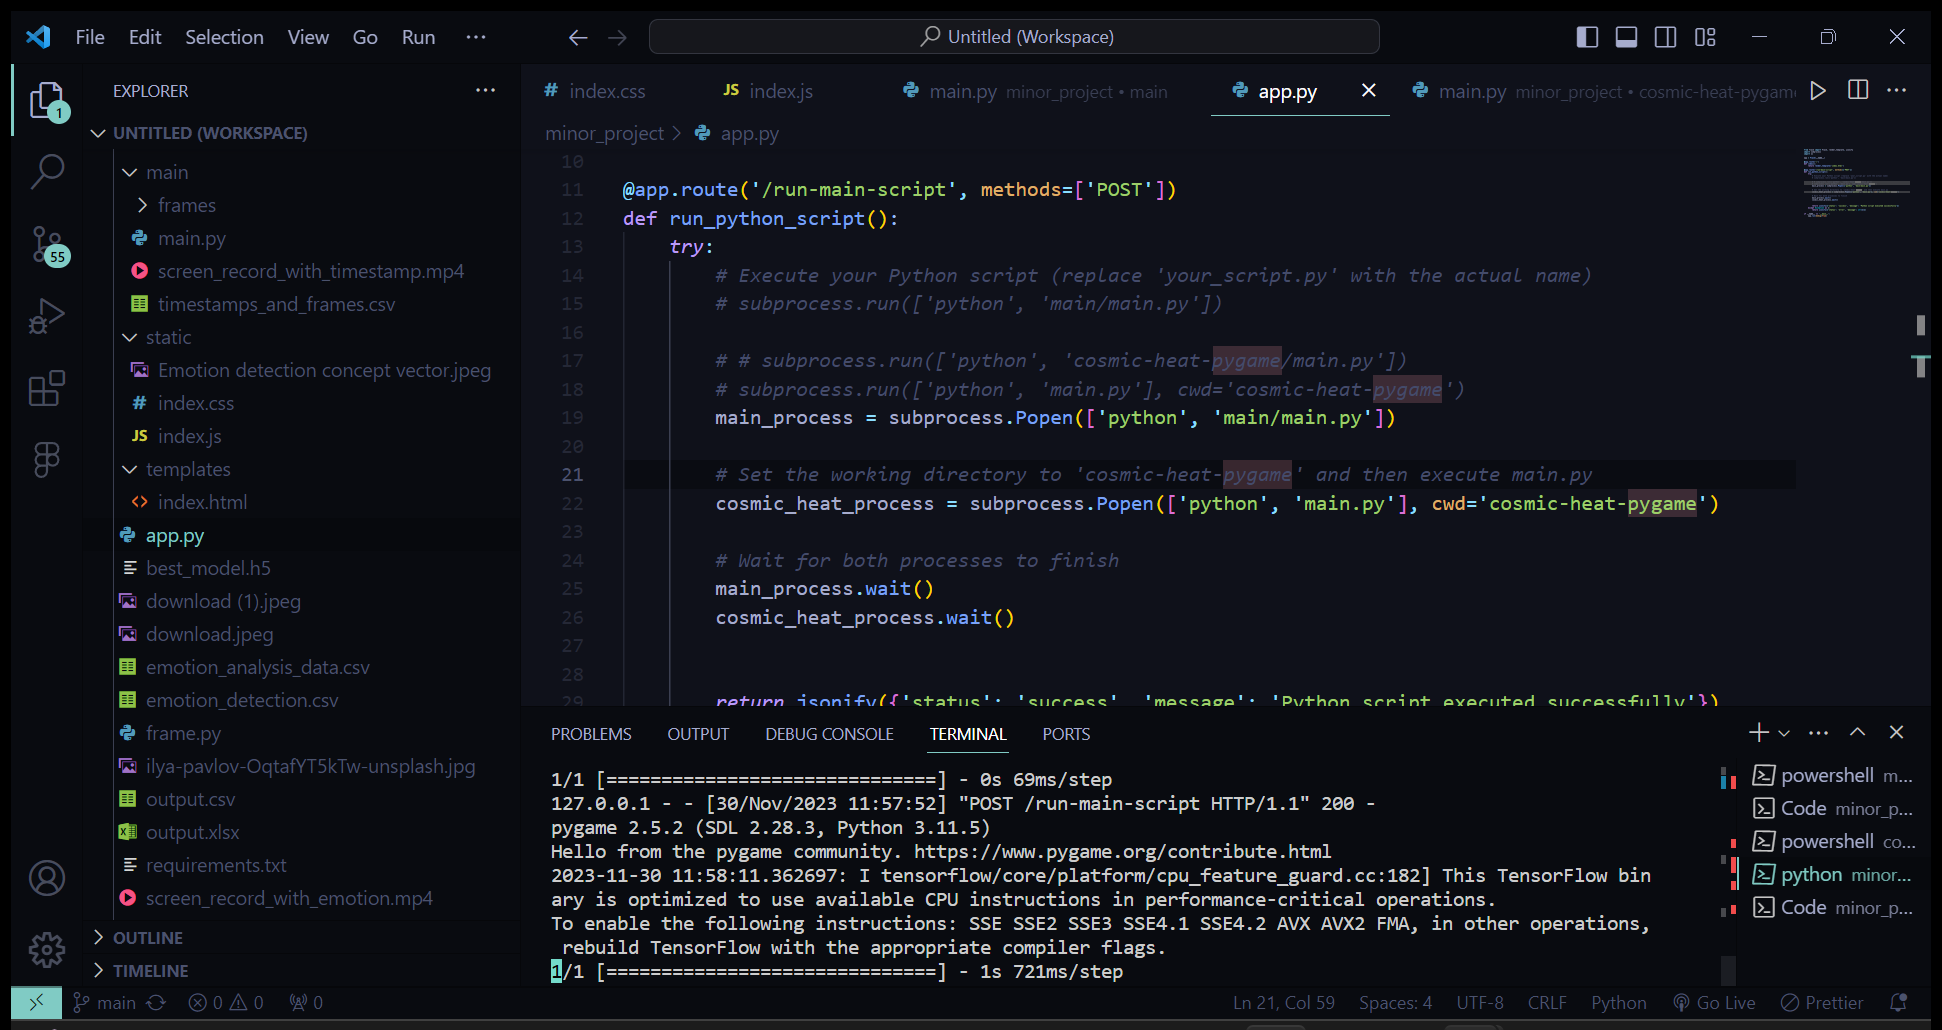 File Edit Selection View Go Run ···
Untitled (Workspace)
EXPLORER
1
55
UNTITLED (WORKSPACE)
main
frames
main.py
screen_record_with_timestamp.mp4
timestamps_and_frames.csv
static
Emotion detection concept vector.jpeg
# index.css
JS index.js
templates
index.html
app.py
best_model.h5
download (1).jpeg
download.jpeg
emotion_analysis_data.csv
emotion_detection.csv
frame.py
ilya-pavlov-OqtafYT5kTw-unsplash.jpg
output.csv
output.xlsx
requirements.txt
screen_record_with_emotion.mp4
OUTLINE
TIMELINE
# index.css JS index.js main.py minor_project • main app.py main.py minor_project • cosmic-heat-pygame
minor_project > app.py
10
11 @app.route('/run-main-script', methods=['POST'])
12 def run_python_script():
13 try:
14 # Execute your Python script (replace 'your_script.py' with the actual name)
15 # subprocess.run(['python', 'main/main.py'])
16
17 # # subprocess.run(['python', 'cosmic-heat-pygame/main.py'])
18 # subprocess.run(['python', 'main.py'], cwd='cosmic-heat-pygame')
19 main_process = subprocess.Popen(['python', 'main/main.py'])
20
21 # Set the working directory to 'cosmic-heat-pygame' and then execute main.py
22 cosmic_heat_process = subprocess.Popen(['python', 'main.py'], cwd='cosmic-heat-pygame')
23
24 # Wait for both processes to finish
25 main_process.wait()
26 cosmic_heat_process.wait()
27
28
29 return jsonify({'status': 'success', 'message': 'Python script executed successfully'})
PROBLEMS OUTPUT DEBUG CONSOLE TERMINAL PORTS
1/1 [==============================] - 0s 69ms/step
127.0.0.1 - - [30/Nov/2023 11:57:52] "POST /run-main-script HTTP/1.1" 200 -
pygame 2.5.2 (SDL 2.28.3, Python 3.11.5)
Hello from the pygame community. https://www.pygame.org/contribute.html
2023-11-30 11:58:11.362697: I tensorflow/core/platform/cpu_feature_guard.cc:182] This TensorFlow bin
ary is optimized to use available CPU instructions in performance-critical operations.
To enable the following instructions: SSE SSE2 SSE3 SSE4.1 SSE4.2 AVX AVX2 FMA, in other operations,
rebuild TensorFlow with the appropriate compiler flags.
1/1 [==============================] - 1s 721ms/step
powershell m...
Code minor_p...
powershell co...
python minor...
Code minor_p...
main 0 0 0
Ln 21, Col 59 Spaces: 4 UTF-8 CRLF Python Go Live Prettier